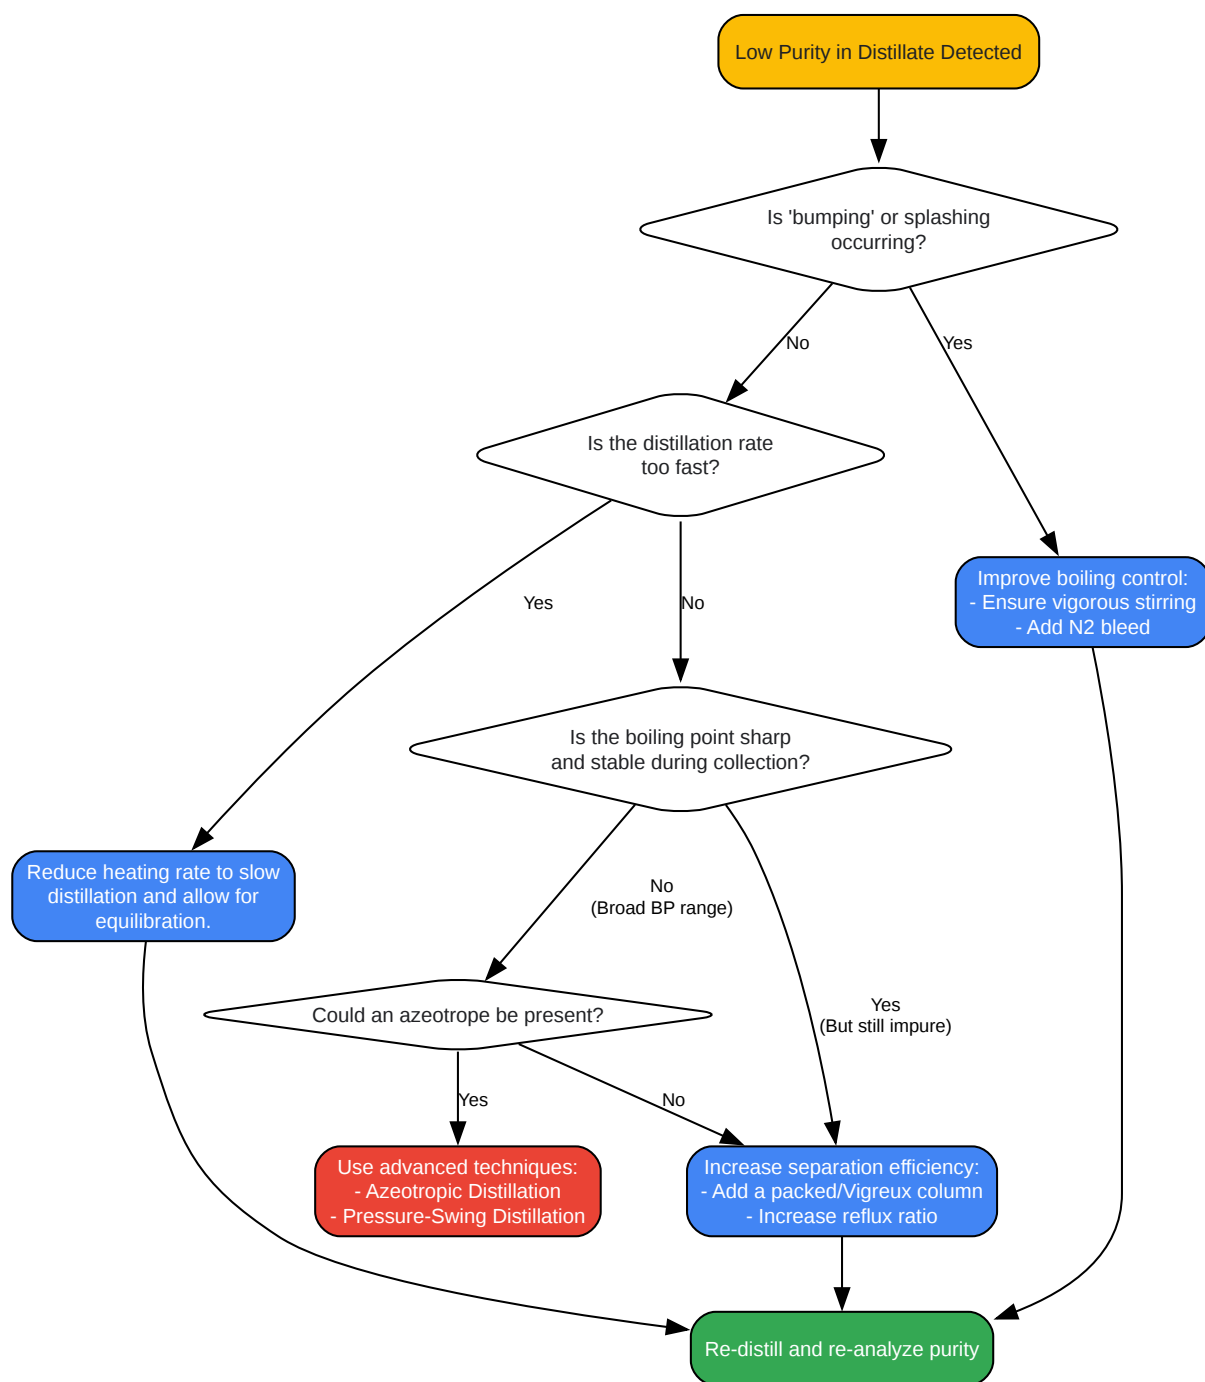 Low Purity in Distillate Detected
Is 'bumping' or splashing
occurring?
No
Yes
Is the distillation rate
too fast?
Yes
No
Improve boiling control:
- Ensure vigorous stirring
- Add N2 bleed
Is the boiling point sharp
and stable during collection?
Reduce heating rate to slow
distillation and allow for
equilibration.
No
(Broad BP range)
Yes
(But still impure)
Could an azeotrope be present?
Yes
No
Use advanced techniques:
- Azeotropic Distillation
- Pressure-Swing Distillation
Increase separation efficiency:
- Add a packed/Vigreux column
- Increase reflux ratio
Re-distill and re-analyze purity